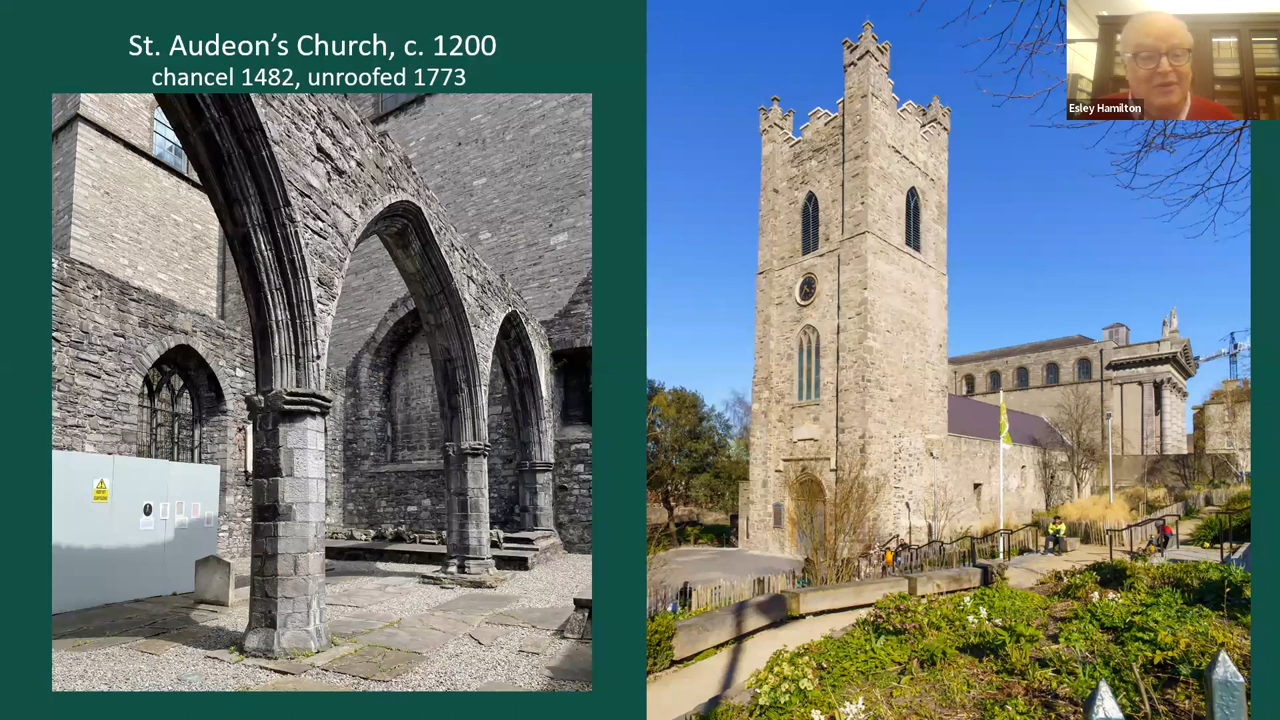 St. Audeon's Church, c. 1200
chancel 1482, unroofed 1773
Esley Hamilton